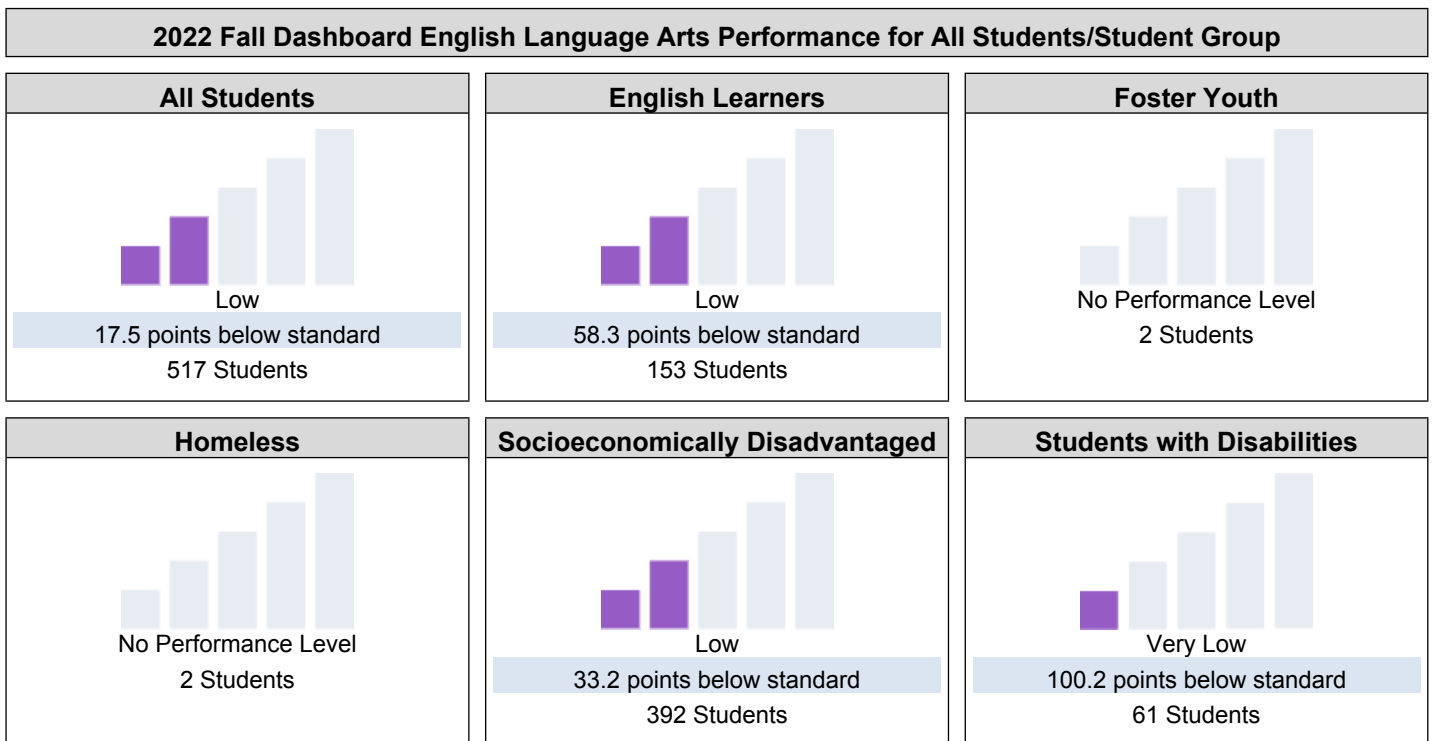 2022 Fall Dashboard English Language Arts Performance for All Students/Student Group
All Students
Low
17.5 points below standard
517 Students
English Learners
Low
58.3 points below standard
153 Students
Foster Youth
No Performance Level
2 Students
Homeless
No Performance Level
2 Students
Socioeconomically Disadvantaged
Low
33.2 points below standard
392 Students
Students with Disabilities
Very Low
100.2 points below standard
61 Students